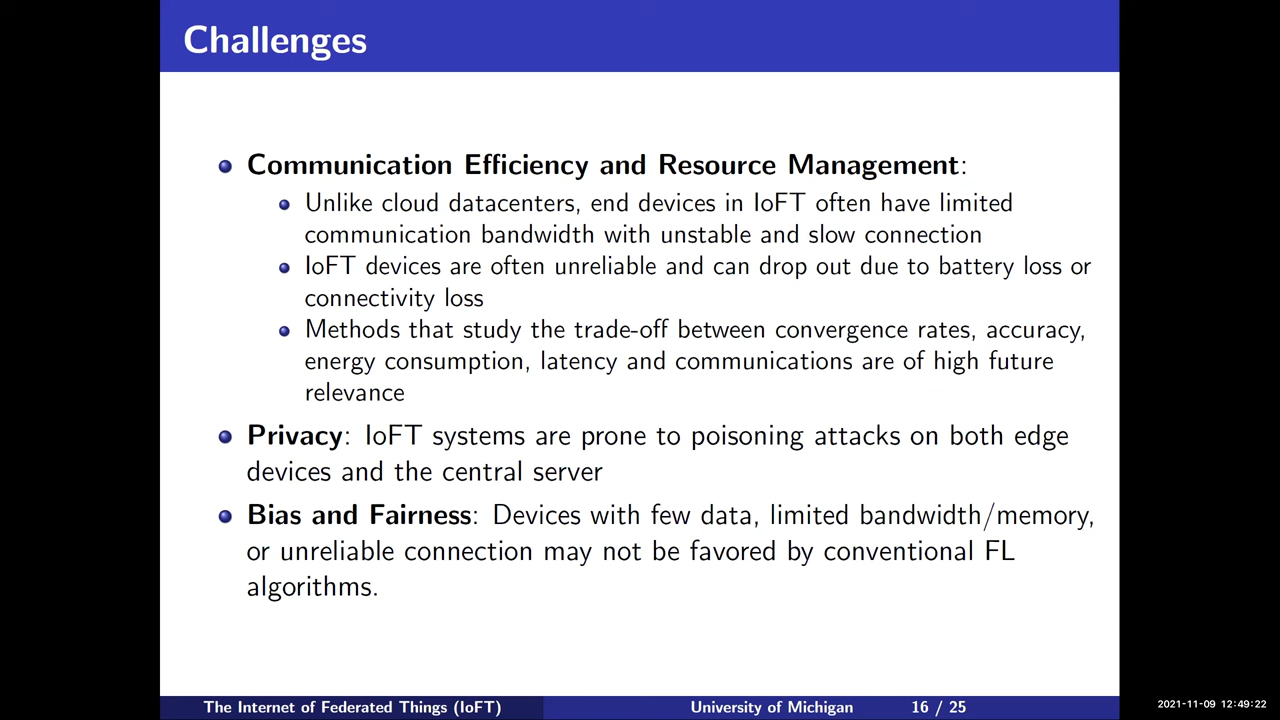 Challenges
Communication Efficiency and Resource Management:
Unlike cloud datacenters, end devices in IoFT often have limited
communication bandwidth with unstable and slow connection
IoFT devices are often unreliable and can drop out due to battery loss or
connectivity loss
Methods that study the trade-off between convergence rates, accuracy,
energy consumption, latency and communications are of high future
relevance
Privacy: IoFT systems are prone to poisoning attacks on both edge
devices and the central server
Bias and Fairness: Devices with few data, limited bandwidth/memory,
or unreliable connection may not be favored by conventional FL
algorithms.
The Internet of Federated Things (IoFT) University of Michigan 16 / 25
2021-11-09 12:49:22